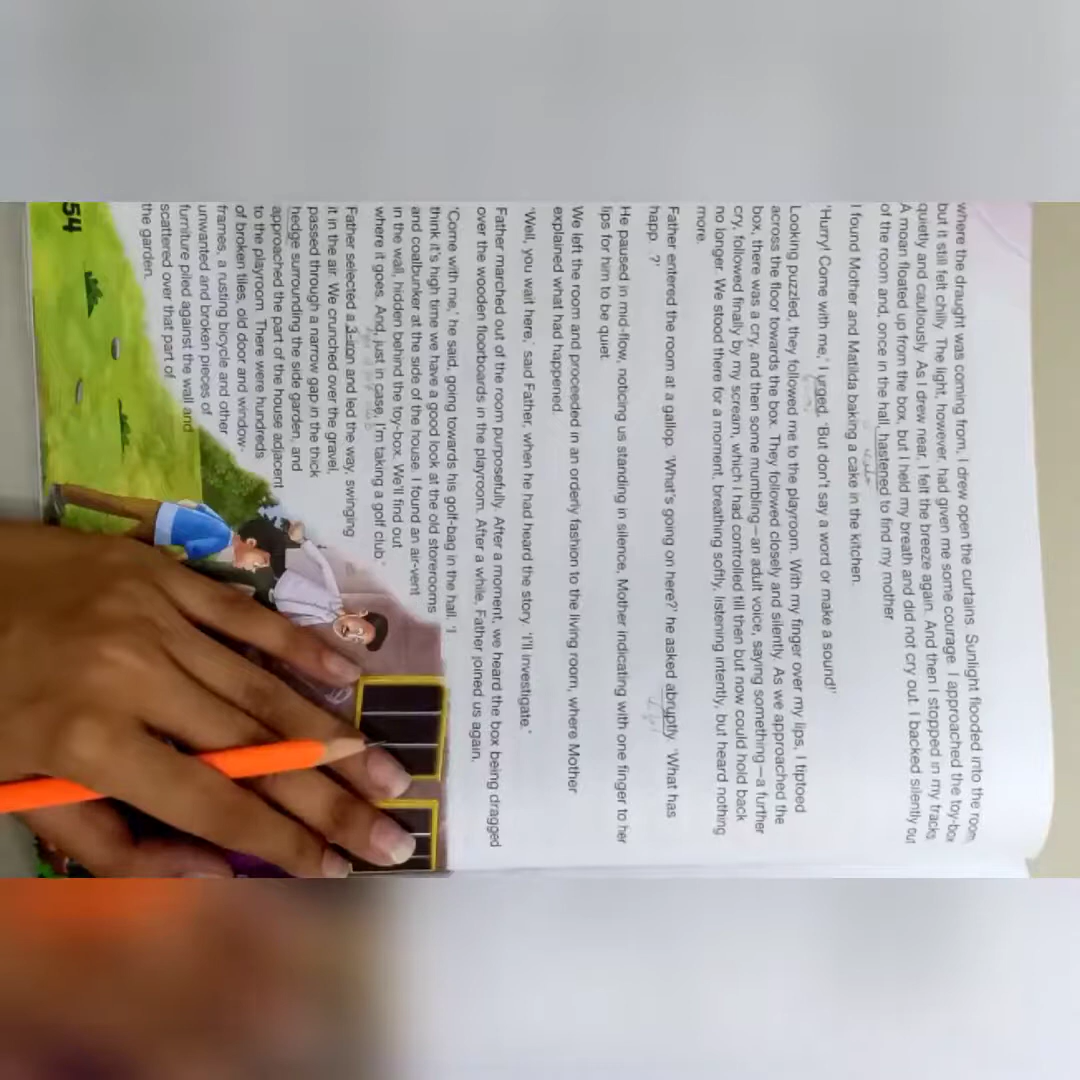 where the draught was coming from, I drew open the curtains. Sunlight flooded into the room,
but it still felt chilly. The light, however, had given me some courage. I approached the toy-box
quietly and cautiously. As I drew near, I felt the breeze again. And then I stopped in my tracks.
A moan floated up from the box, but I held my breath and did not cry out. I backed silently out
of the room and, once in the hall, hastened to find my mother
I found Mother and Matilda baking a cake in the kitchen.
'Hurry! Come with me,' I urged. 'But don't say a word or make a sound!'
Looking puzzled, they followed me to the playroom. With my finger over my lips, I tiptoed
across the floor towards the box. They followed closely and silently. As we approached the
box, there was a cry, and then some mumbling—an adult voice, saying something—a further
cry, followed finally by my scream, which I had controlled till then but now could hold back
no longer. We stood there for a moment, breathing softly, listening intently, but heard nothing
more.
Father entered the room at a gallop. 'What's going on here?' he asked abruptly. 'What has
happ...?'
He paused in mid-flow, noticing us standing in silence, Mother indicating with one finger to her
lips for him to be quiet.
We left the room and proceeded in an orderly fashion to the living room, where Mother
explained what had happened.
'Well, you wait here,' said Father, when he had heard the story. 'I'll investigate.'
Father marched out of the room purposefully. After a moment, we heard the box being dragged
over the wooden floorboards in the playroom. After a while, Father joined us again.
'Come with me,' he said, going towards his golf-bag in the hall. 'I
think it's high time we have a good look at the old storerooms
and coalbunker at the side of the house. I found an air-vent
in the wall, hidden behind the toy-box. We'll find out
where it goes. And, just in case, I'm taking a golf club.'
Father selected a 3-iron and led the way, swinging
it in the air. We crunched over the gravel,
passed through a narrow gap in the thick
hedge surrounding the side garden, and
approached the part of the house adjacent
to the playroom. There were hundreds
of broken tiles, old door and window-
frames, a rusting bicycle and other
unwanted and broken pieces of
furniture piled against the wall and
scattered over that part of
the garden.
54